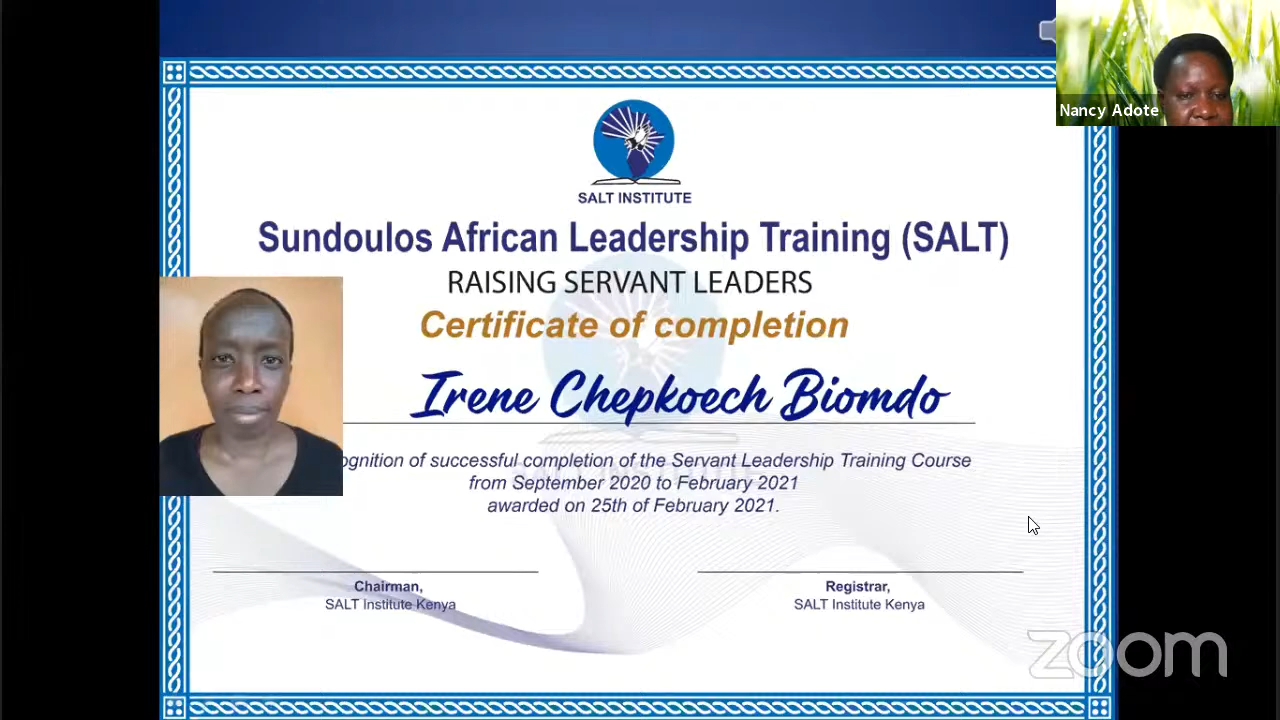 Nancy Adote
SALT INSTITUTE
Sundoulos African Leadership Training (SALT)
RAISING SERVANT LEADERS
Certificate of completion
Irene Chepkoech Biomdo
ognition of successful completion of the Servant Leadership Training Course
from September 2020 to February 2021
awarded on 25th of February 2021.
Chairman,
SALT Institute Kenya
Registrar,
SALT Institute Kenya
zoom